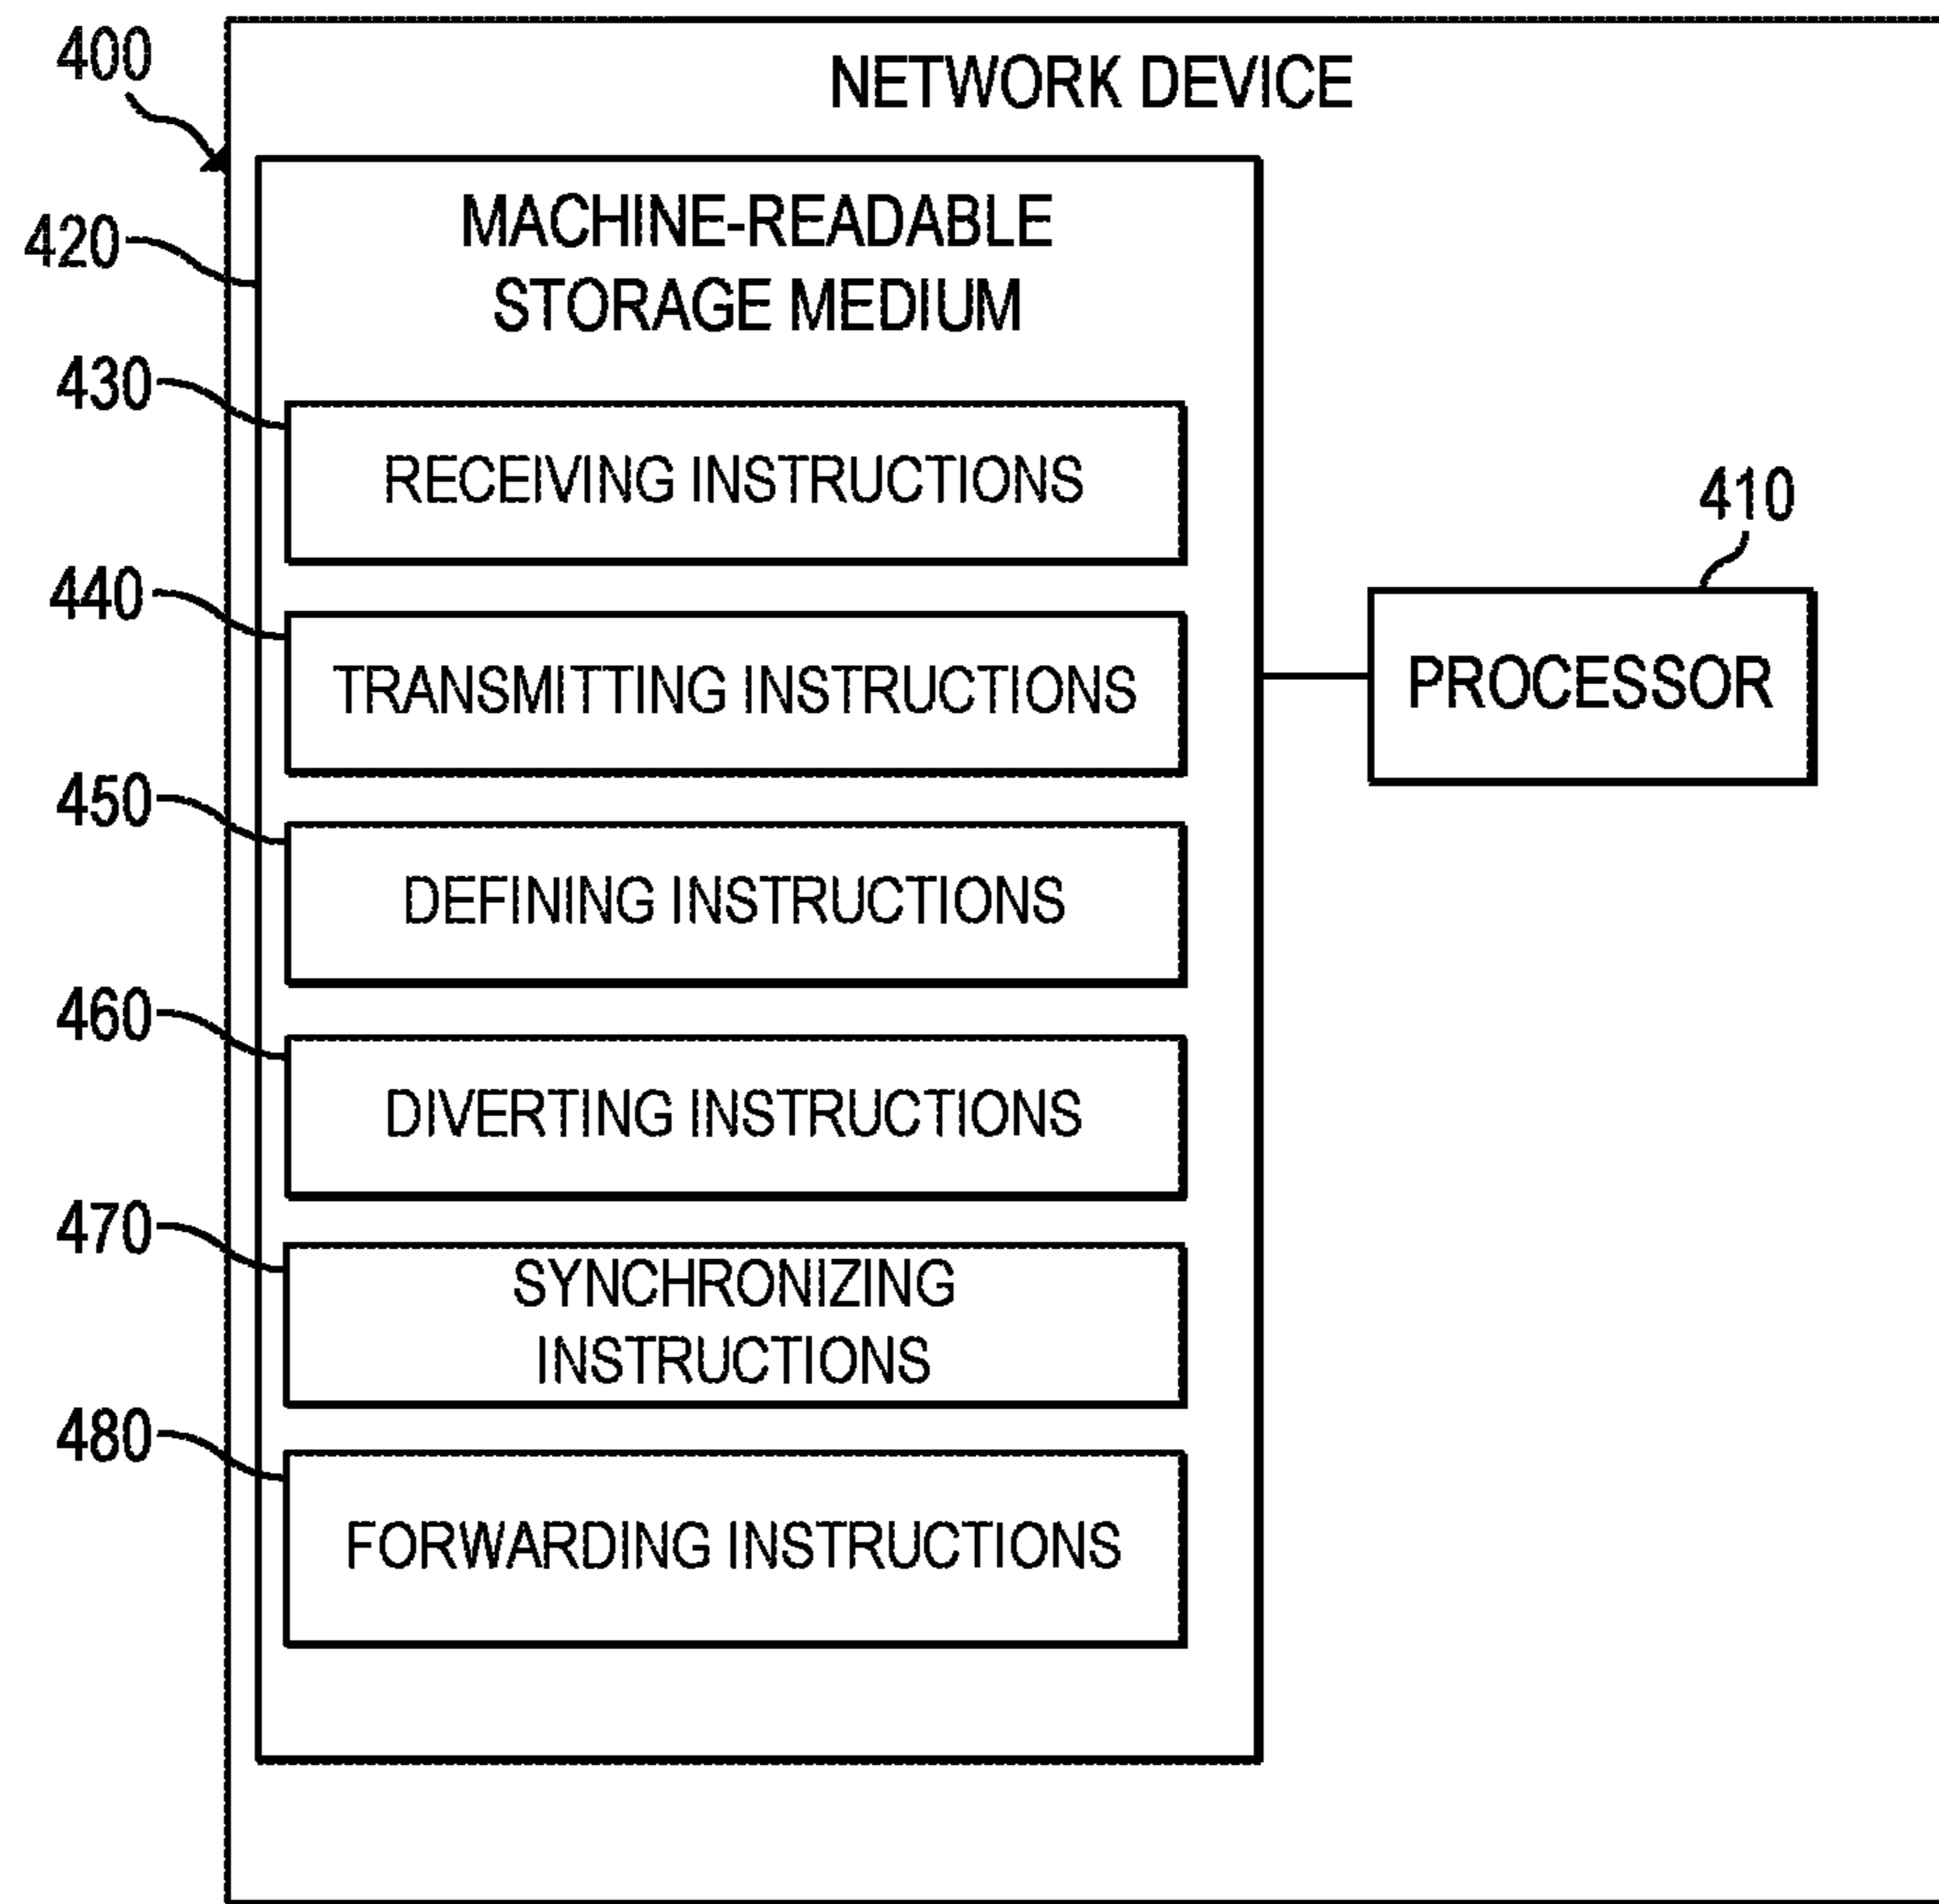 400
NETWORK DEVICE
420
MACHINE-READABLE
STORAGE MEDIUM
430
RECEIVING INSTRUCTIONS
410
440
TRANSMITTING INSTRUCTIONS
PROCESSOR
450
DEFINING INSTRUCTIONS
460
DIVERTING INSTRUCTIONS
470
SYNCHRONIZING
INSTRUCTIONS
480
FORWARDING INSTRUCTIONS